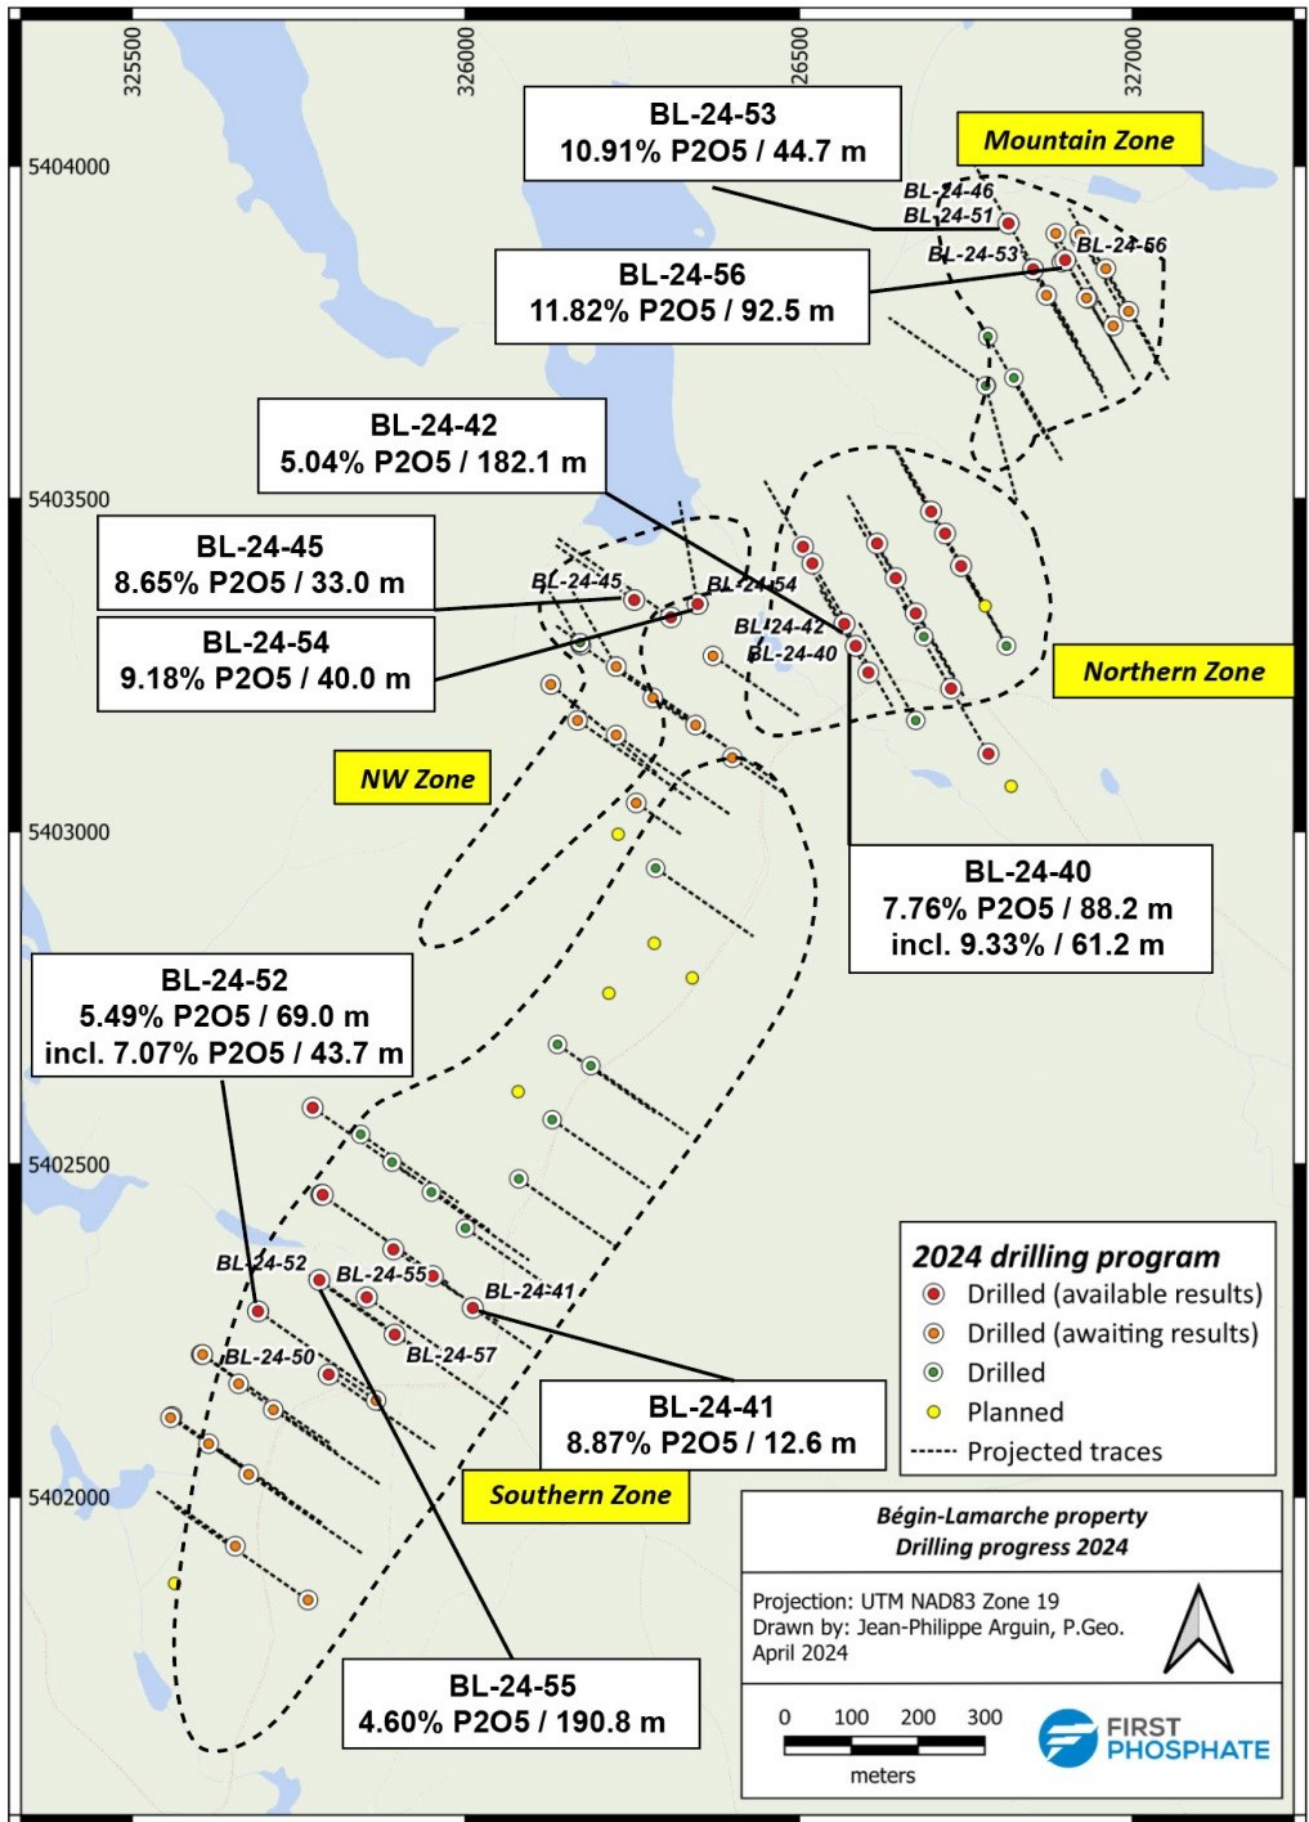 325500
326000
326500
327000
BL-24-53
10.91% P2O5 / 44.7 m
Mountain Zone
5404000
BL-24-46
BL-24-51
BL-24-53
BL-24-56
BL-24-56
11.82% P2O5 / 92.5 m
BL-24-42
5.04% P2O5 / 182.1 m
5403500
BL-24-45
8.65% P2O5 / 33.0 m
BL-24-45
BL-24-54
BL-24-54
9.18% P2O5 / 40.0 m
BL-24-42
BL-24-40
Northern Zone
NW Zone
5403000
BL-24-40
7.76% P2O5 / 88.2 m
incl. 9.33% / 61.2 m
BL-24-52
5.49% P2O5 / 69.0 m
incl. 7.07% P2O5 / 43.7 m
5402500
BL-24-52
BL-24-55
BL-24-41
BL-24-50
BL-24-57
2024 drilling program
Drilled (available results)
Drilled (awaiting results)
Drilled
Planned
Projected traces
BL-24-41
8.87% P2O5 / 12.6 m
5402000
Southern Zone
BL-24-55
4.60% P2O5 / 190.8 m
Bégin-Lamarche property
Drilling progress 2024
Projection: UTM NAD83 Zone 19
Drawn by: Jean-Philippe Arguin, P.Geo.
April 2024
0 100 200 300
meters
FIRST
PHOSPHATE